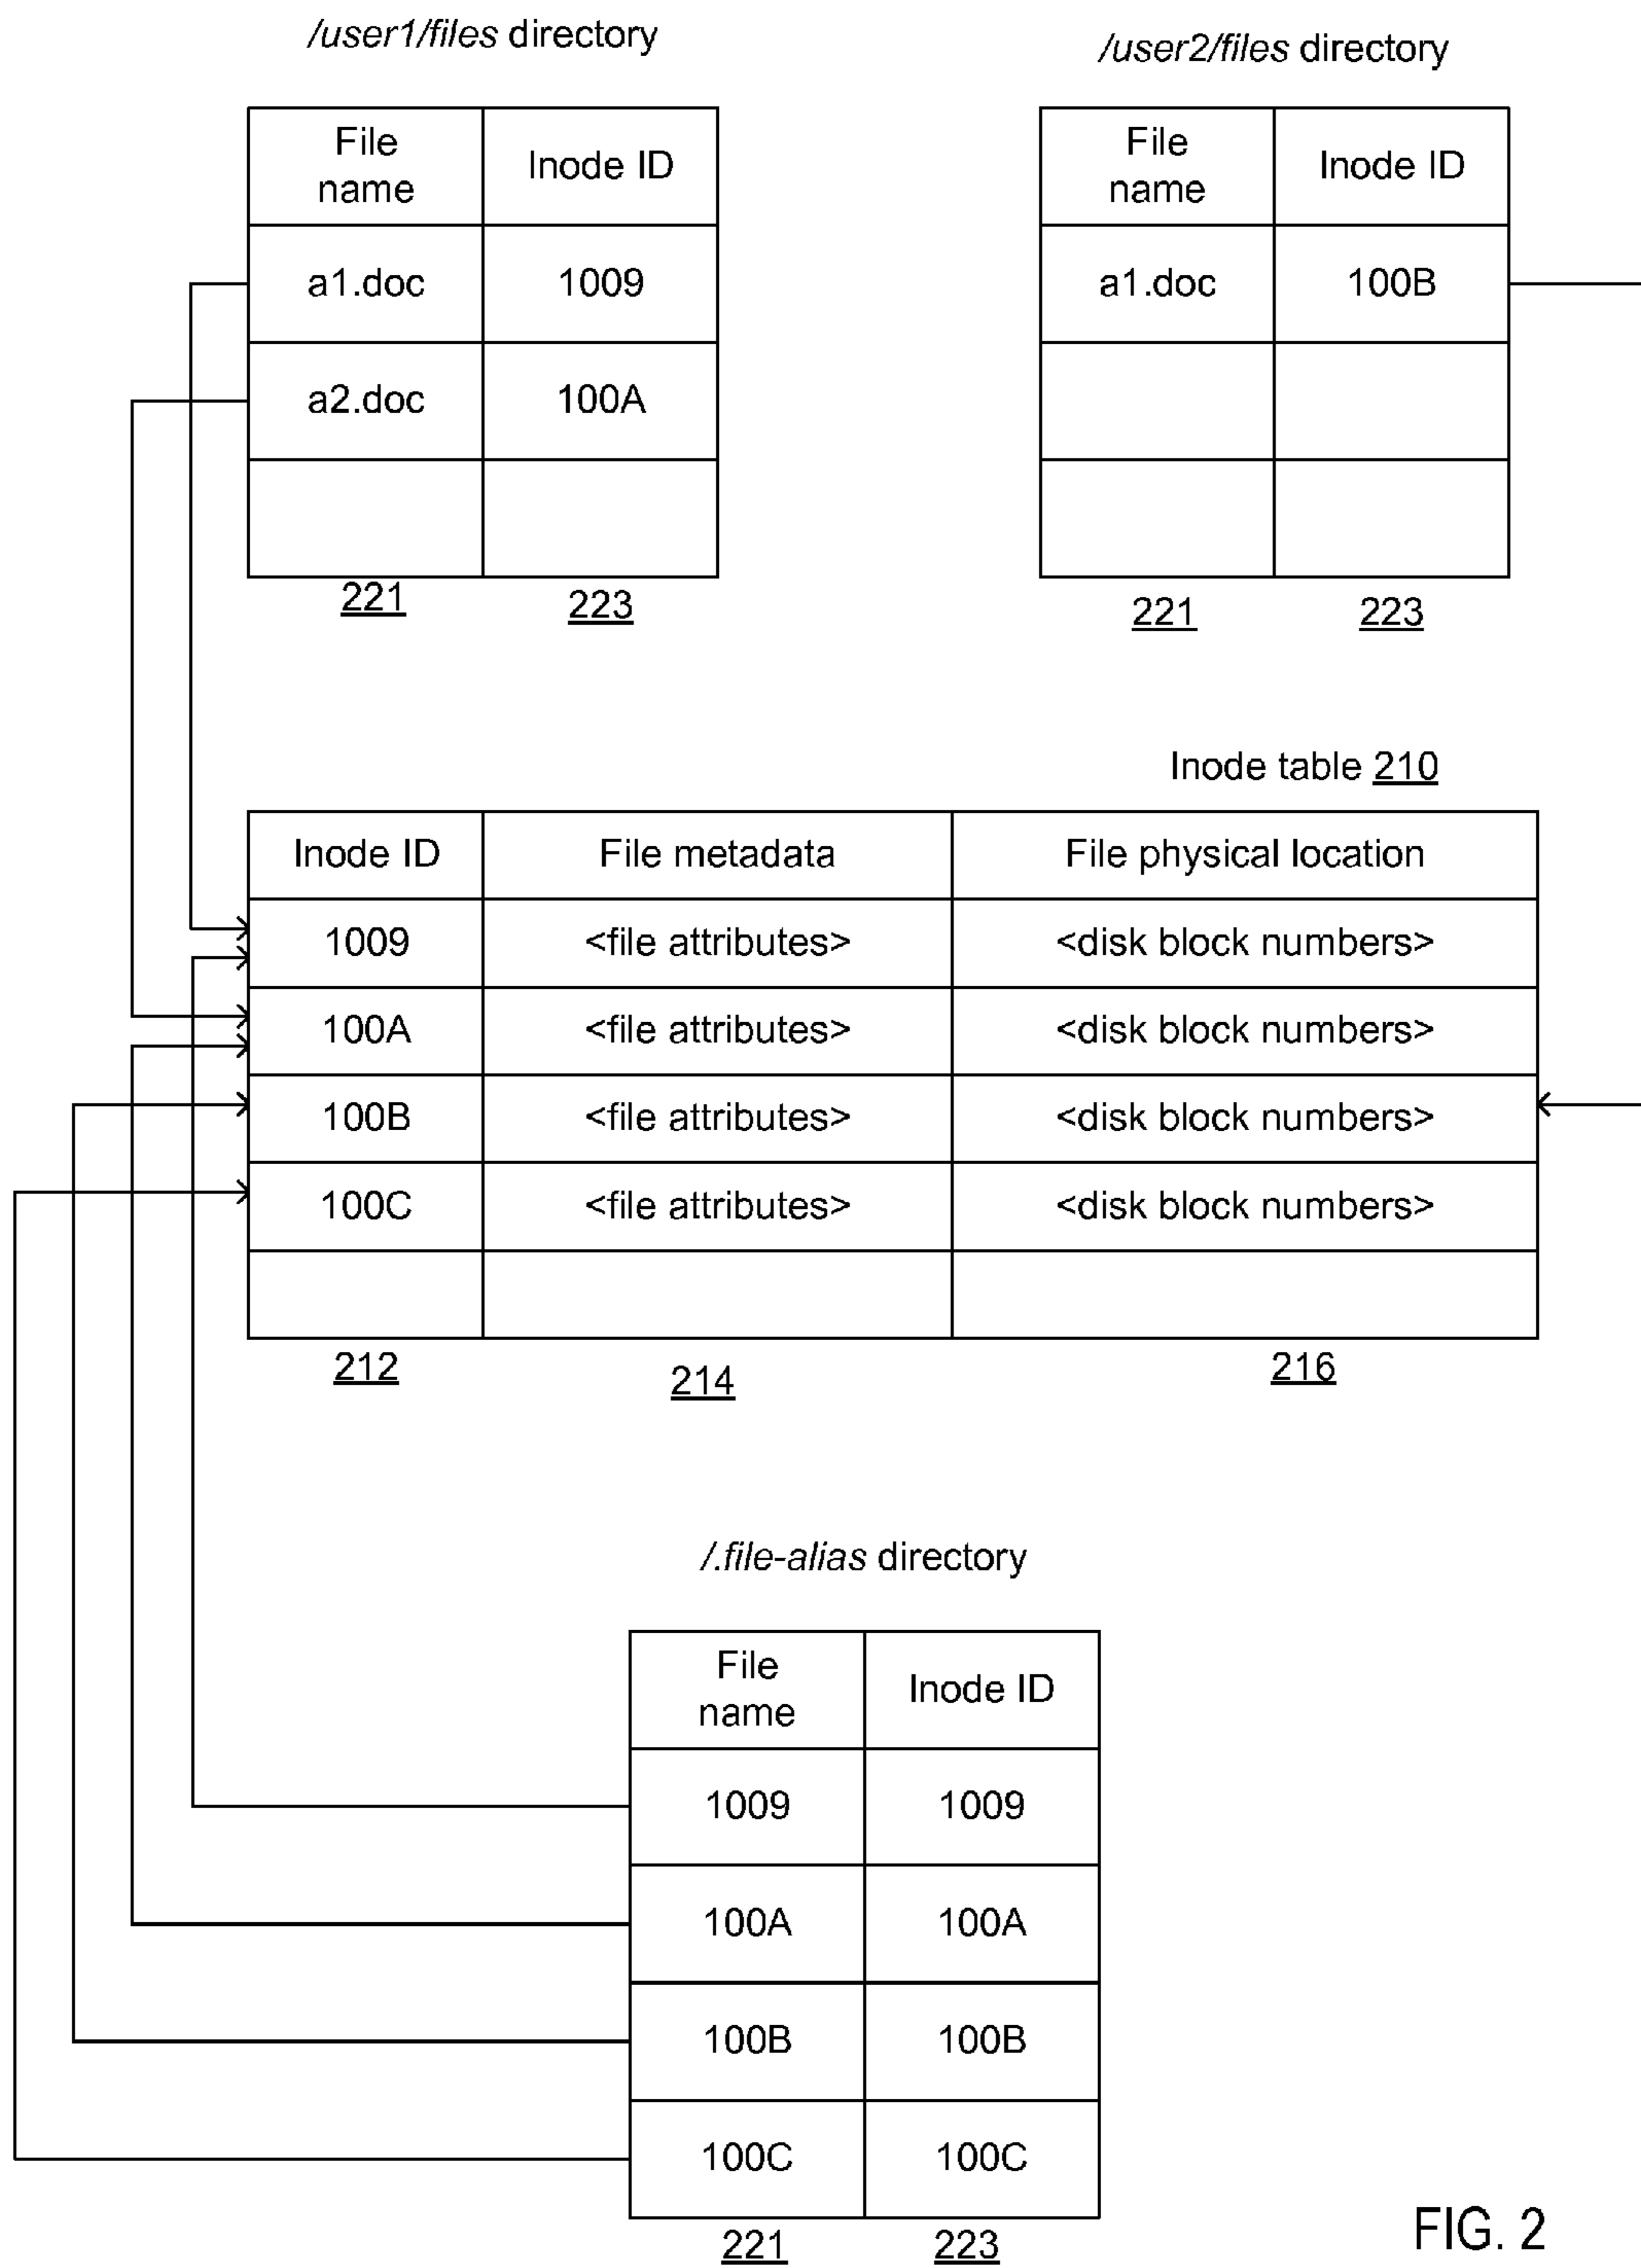 /user1/files directory
File name Inode ID
a1.doc 1009
a2.doc 100A
221 223
/user2/files directory
File name Inode ID
a1.doc 100B
221 223
Inode table 210
Inode ID File metadata File physical location
1009 <file attributes> <disk block numbers>
100A <file attributes> <disk block numbers>
100B <file attributes> <disk block numbers>
100C <file attributes> <disk block numbers>
212 214 216
/.file-alias directory
File name Inode ID
1009 1009
100A 100A
100B 100B
100C 100C
221 223
FIG. 2